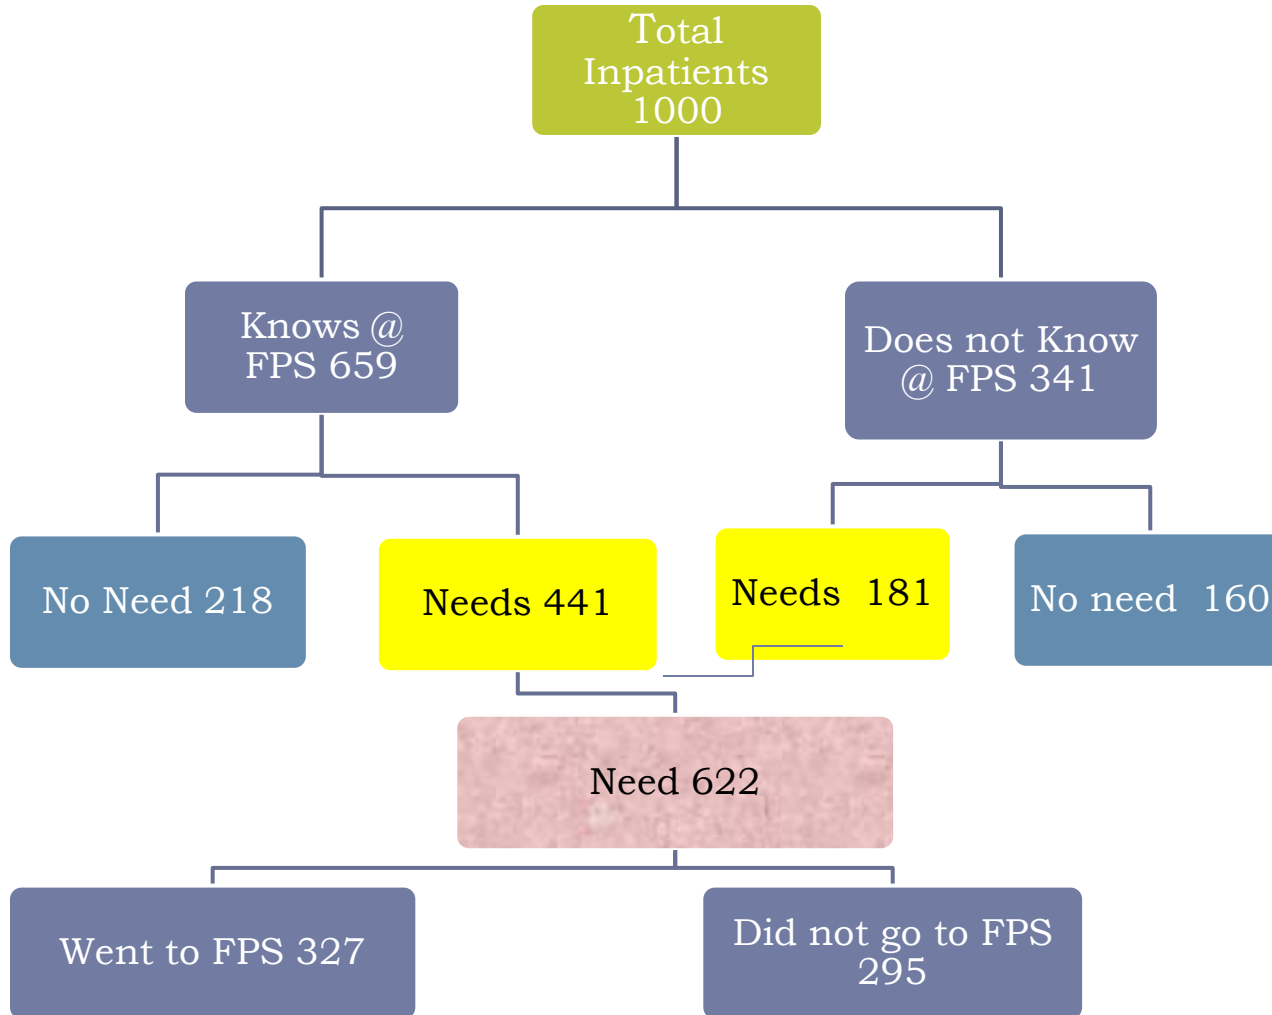 Total
Inpatients
1000
Knows @
FPS 659
Does not Know
@ FPS 341
No Need 218
Needs 441
Needs  181
No need  160
Need 622
Went to FPS 327
Did not go to FPS
295